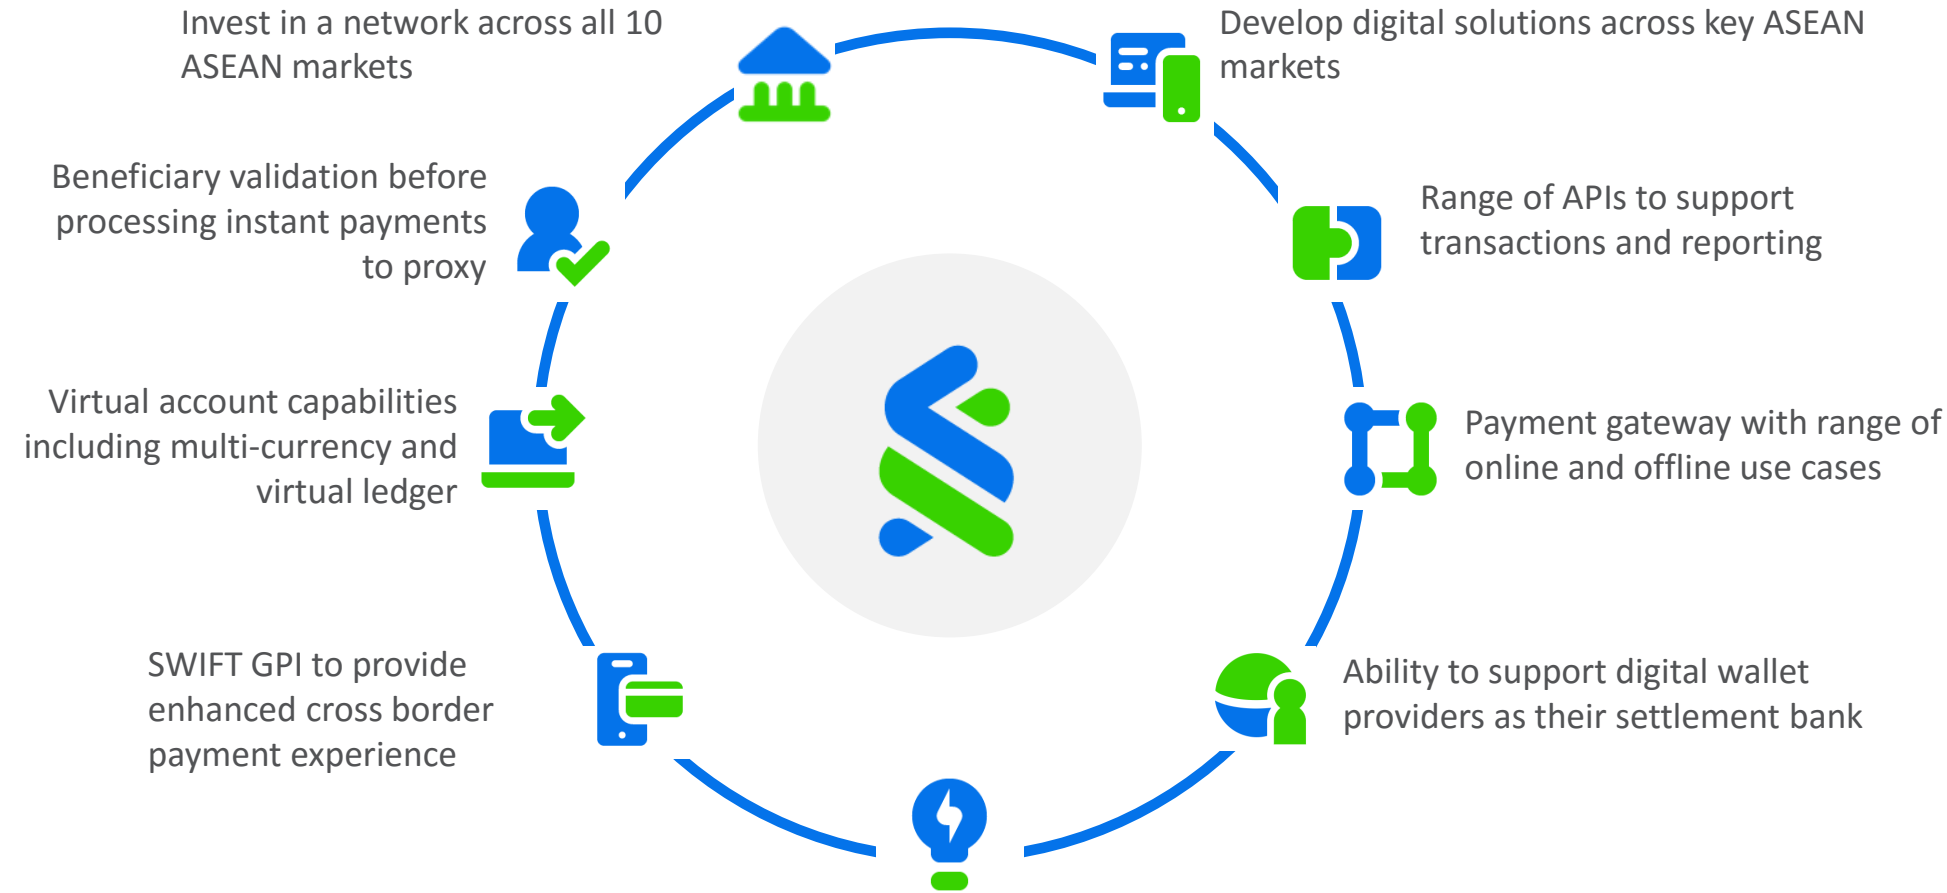 Invest in a network across all 10
ASEAN markets
Develop digital solutions across key ASEAN
markets
Beneficiary validation before
processing instant payments
to proxy
Range of APIs to support
transactions and reporting
Virtual account capabilities
including multi-currency and
virtual ledger
Payment gateway with range of
online and offline use cases
SWIFT GPI to provide
enhanced cross border
payment experience
Ability to support digital wallet
providers as their settlement bank